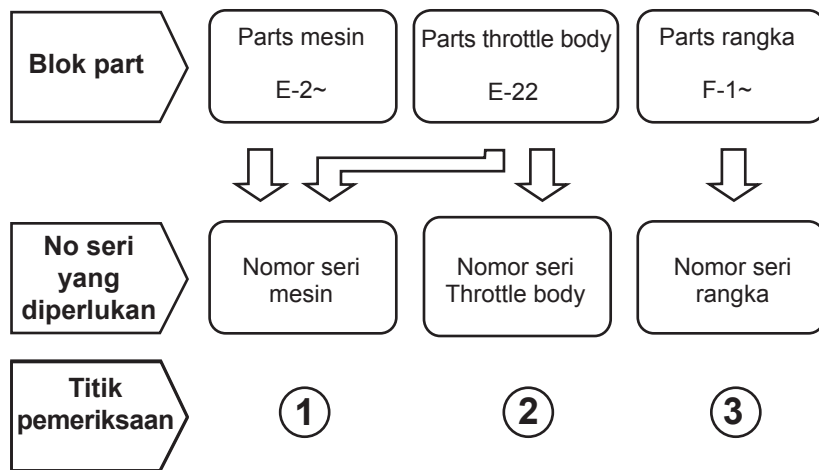 Blok part
Parts mesin
E-2~
Parts throttle body
E-22
Parts rangka
F-1~
No seri
yang
diperlukan
Nomor seri
mesin
Nomor seri
Throttle body
Nomor seri
rangka
Titik
pemeriksaan
1
2
3